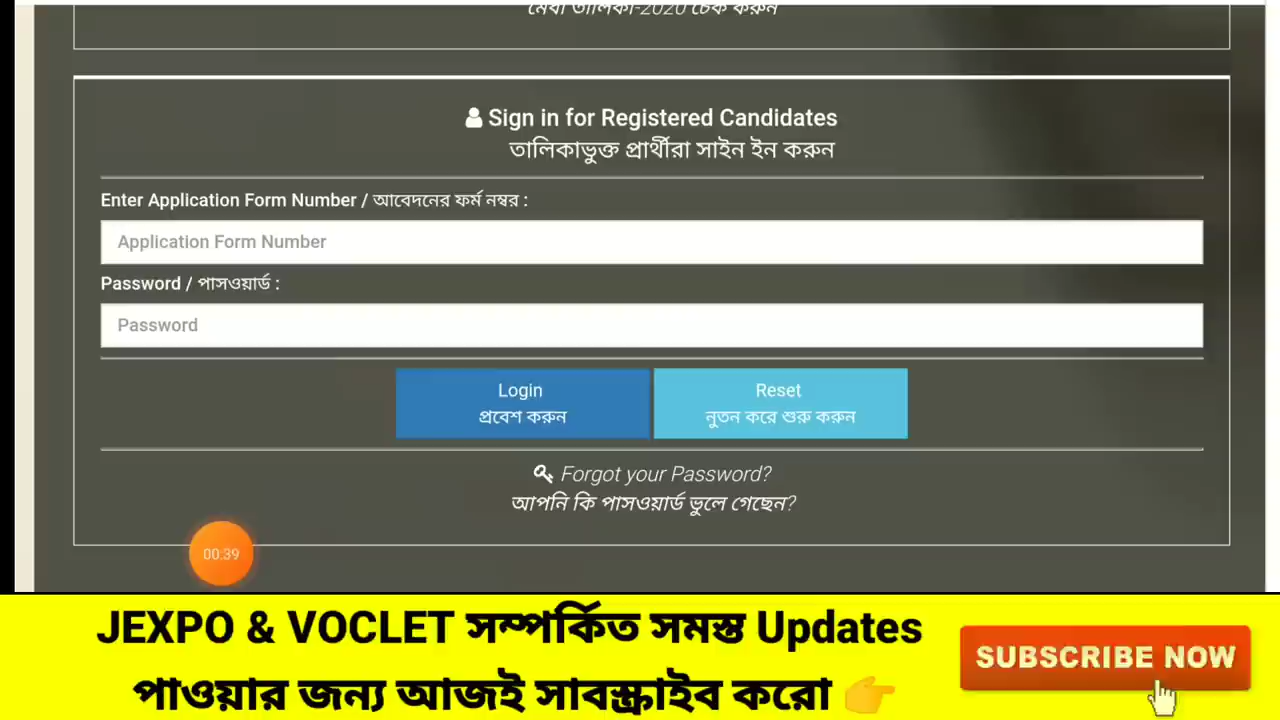 মেধা তালিকা-2020 চেক করুন
Sign in for Registered Candidates
তালিকাভুক্ত প্রার্থীরা সাইন ইন করুন
Enter Application Form Number / আবেদনের ফর্ম নম্বর :
Application Form Number
Password / পাসওয়ার্ড :
Password
Login
প্রবেশ করুন
Reset
নুতন করে শুরু করুন
Forgot your Password?
আপনি কি পাসওয়ার্ড ভুলে গেছেন?
00:39
JEXPO & VOCLET সম্পর্কিত সমস্ত Updates
পাওয়ার জন্য আজই সাবস্ক্রাইব করো 👉
SUBSCRIBE NOW